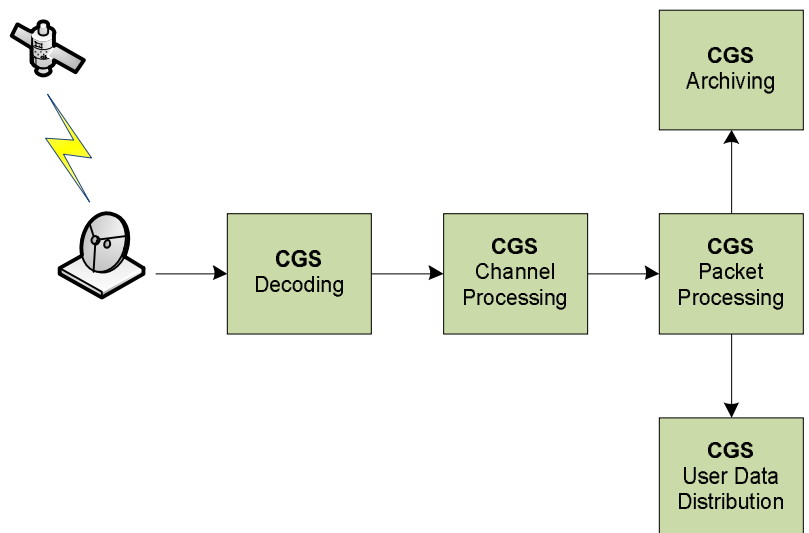 CGS
Archiving
CGS
Decoding
CGS
Channel
Processing
CGS
Packet
Processing
CGS
User Data
Distribution